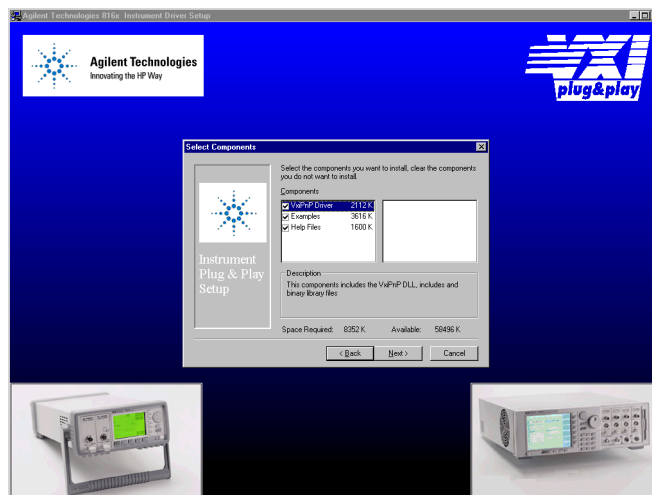 Agilent Technologies 816x Instrument Driver Setup
Agilent Technologies
Innovating the HP Way
VXI
plug&play
Select Components
Select the components you want to install, clear the components
you do not want to install.
Components
VxiPnP Driver 2112 K
Examples 3616 K
Help Files 1600 K
Instrument
Plug & Play
Setup
Description
This components includes the VxiPnP DLL, includes and
binary library files
Space Required: 8352 K Available: 58496 K
< Back Next > Cancel